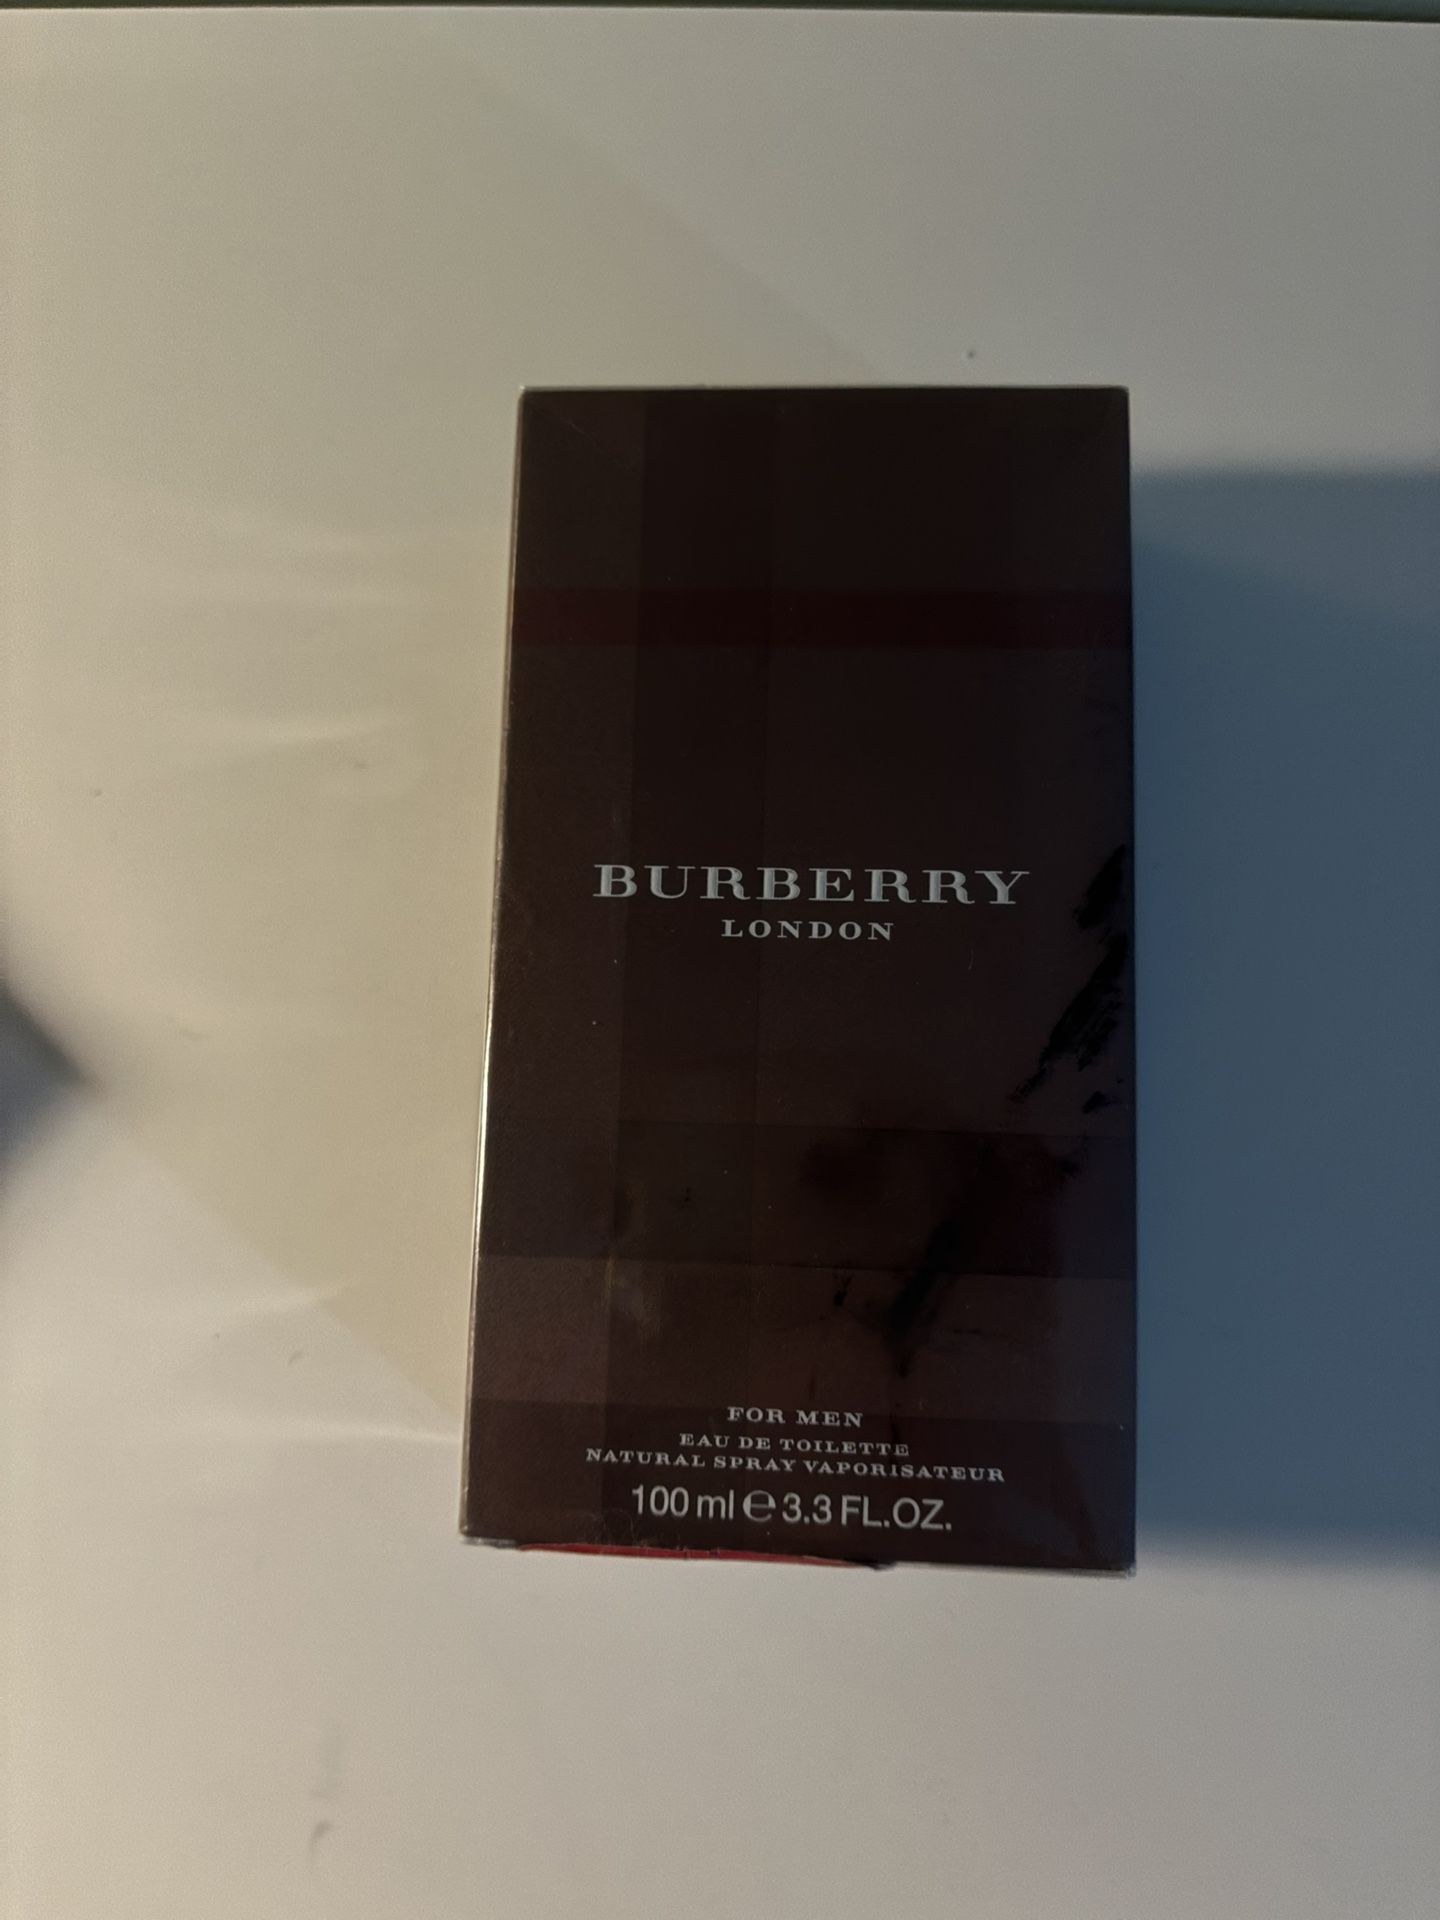 BURBERRY
LONDON
FOR MEN
EAU DE TOILETTE
NATURAL SPRAY VAPORISATEUR
100 ml ℮ 3.3 FL.OZ.